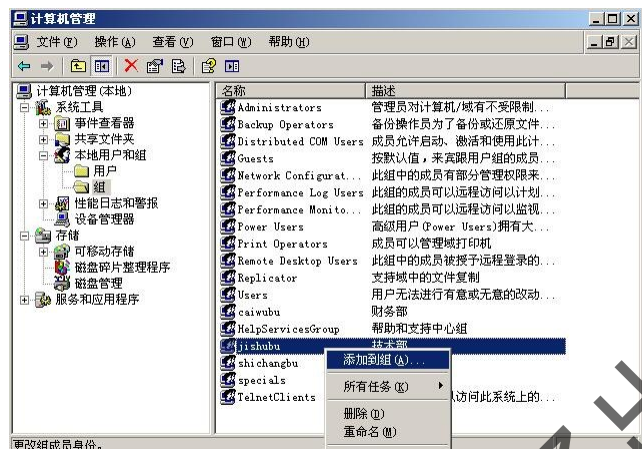 计算机管理
文件(F) 操作(A) 查看(V) 窗口(W) 帮助(H)
计算机管理(本地)
系统工具
事件查看器
共享文件夹
本地用户和组
用户
组
性能日志和警报
设备管理器
存储
可移动存储
磁盘碎片整理程序
磁盘管理
服务和应用程序
名称 描述
Administrators 管理员对计算机/域有不受限制...
Backup Operators 备份操作员为了备份或还原文件...
Distributed COM Users 成员允许启动、激活和使用此计...
Guests 按默认值，来宾跟用户组的成员...
Network Configurat... 此组中的成员有部分管理权限来...
Performance Log Users 此组的成员可以远程访问以计划...
Performance Monito... 此组的成员可以远程访问以监视...
Power Users 高级用户(Power Users)拥有大...
Print Operators 成员可以管理域打印机
Remote Desktop Users 此组中的成员被授予远程登录的...
Replicator 支持域中的文件复制
Users 用户无法进行有意或无意的改动...
caiwubu 财务部
HelpServicesGroup 帮助和支持中心组
jishubu 技术部
shichangbu
specials
TelnetClients 访问此系统上的...
添加到组(A)...
所有任务(K)
删除(D)
重命名(M)
更改组成员身份。